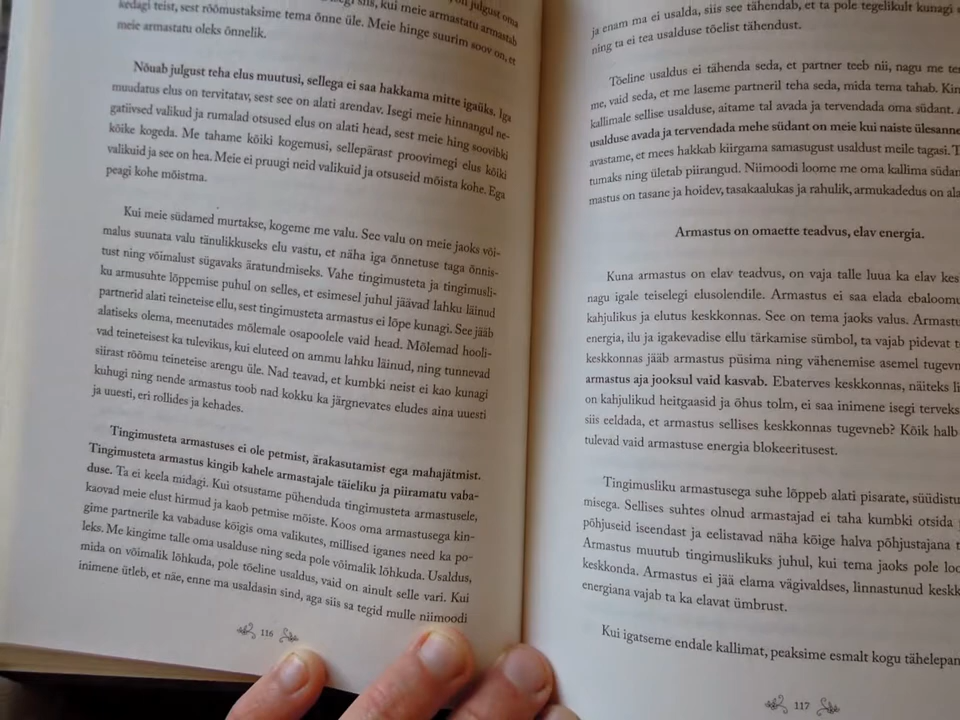 siis, kui meie armastatu armastab
kedagi teist, sest rõõmustaksime tema õnne üle. Meie hinge suurim soov on, et
meie armastatu oleks õnnelik.
Nõuab julgust teha elus muutusi, sellega ei saa hakkama mitte igaüks. Iga
muudatus elus on tervitatav, sest see on alati arendav. Isegi meie hinnangul ne-
gatiivsed valikud ja rumalad otsused elus on alati head, sest meie hing soovibki
kõike kogeda. Me tahame kõiki kogemusi, sellepärast proovimegi elus kõiki
valikuid ja see on hea. Meie ei pruugi neid valikuid ja otsuseid mõista kohe. Ega
peagi kohe mõistma.
Kui meie südamed murtakse, kogeme me valu. See valu on meie jaoks või-
malus suunata valu tänulikkuseks elu vastu, et näha iga õnnetuse taga õnnis-
tust ning võimalust sügavaks äratundmiseks. Vahe tingimusteta ja tingimusli-
ku armusuhte lõppemise puhul on selles, et esimesel juhul jäävad lahku läinud
partnerid alati teineteise ellu, sest tingimusteta armastus ei lõpe kunagi. See jääb
alatiseks olema, meenutades mõlemale osapoolele vaid head. Mõlemad hooli-
vad teineteisest ka tulevikus, kui eluteed on ammu lahku läinud, ning tunnevad
siirast rõõmu teineteise arengu üle. Nad teavad, et kumbki neist ei kao kunagi
kuhugi ning nende armastus toob nad kokku ka järgnevates eludes aina uuesti
ja uuesti, eri rollides ja kehades.
Tingimusteta armastuses ei ole petmist, ärakasutamist ega mahajätmist.
Tingimusteta armastus kingib kahele armastajale täieliku ja piiramatu vaba-
duse. Ta ei keela midagi. Kui otsustame pühenduda tingimusteta armastusele,
kaovad meie elust hirmud ja kaob petmise mõiste. Koos oma armastusega kin-
gime partnerile ka vabaduse kõigis oma valikutes, millised iganes need ka po-
leks. Me kingime talle oma usalduse ning seda pole võimalik lõhkuda. Usaldus,
mida on võimalik lõhkuda, pole tõeline usaldus, vaid on ainult selle vari. Kui
inimene ütleb, et näe, enne ma usaldasin sind, aga siis sa tegid mulle niimoodi
116
ja enam ma ei usalda, siis see tähendab, et ta pole tegelikult kunagi
ning ta ei tea usalduse tõelist tähendust.
Tõeline usaldus ei tähenda seda, et partner teeb nii, nagu me
me, vaid seda, et me laseme partneril teha seda, mida tema tahab.
kallimale sellise usalduse, aitame tal avada ja tervendada oma südant.
usalduse avada ja tervendada mehe südant on meie kui naiste
avastame, et mees hakkab kiirgama samasugust usaldust meile tagasi.
tumaks ning ületab piirangud. Niimoodi loome me oma kallima
mastus on tasane ja hoidev, tasakaalukas ja rahulik, armukadedus on
Armastus on omaette teadvus, elav energia.
Kuna armastus on elav teadvus, on vaja talle luua ka elav
nagu igale teiselegi elusolendile. Armastus ei saa elada
kahjulikus ja elutus keskkonnas. See on tema jaoks valus.
energia, ilu ja igakevadise ellu tärkamise sümbol, ta vajab pidevat
keskkonnas jääb armastus püsima ning vähenemise asemel
armastus aja jooksul vaid kasvab. Ebaterves keskkonnas, näiteks
on kahjulikud heitgaasid ja õhus tolm, ei saa inimene isegi
siis eeldada, et armastus sellises keskkonnas tugevneb? Kõik
tulevad vaid armastuse energia blokeeritusest.
Tingimusliku armastusega suhe lõppeb alati pisarate,
misega. Sellises suhtes olnud armastajad ei taha kumbki otsida
põhjuseid iseendast ja eelistavad näha kõige halva põhjustajana
Armastus muutub tingimuslikuks juhul, kui tema jaoks pole
keskkonda. Armastus ei jää elama vägivaldses, linnastunud
energiana vajab ta ka elavat ümbrust.
Kui igatseme endale kallimat, peaksime esmalt kogu
117